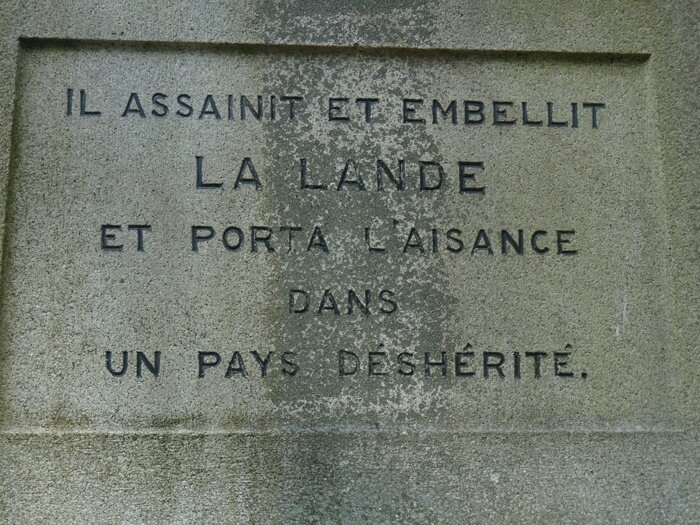 IL ASSAINIT ET EMBELLIT
LA LANDE
ET PORTA L'AISANCE
DANS
UN PAYS DÉSHÉRITÉ.